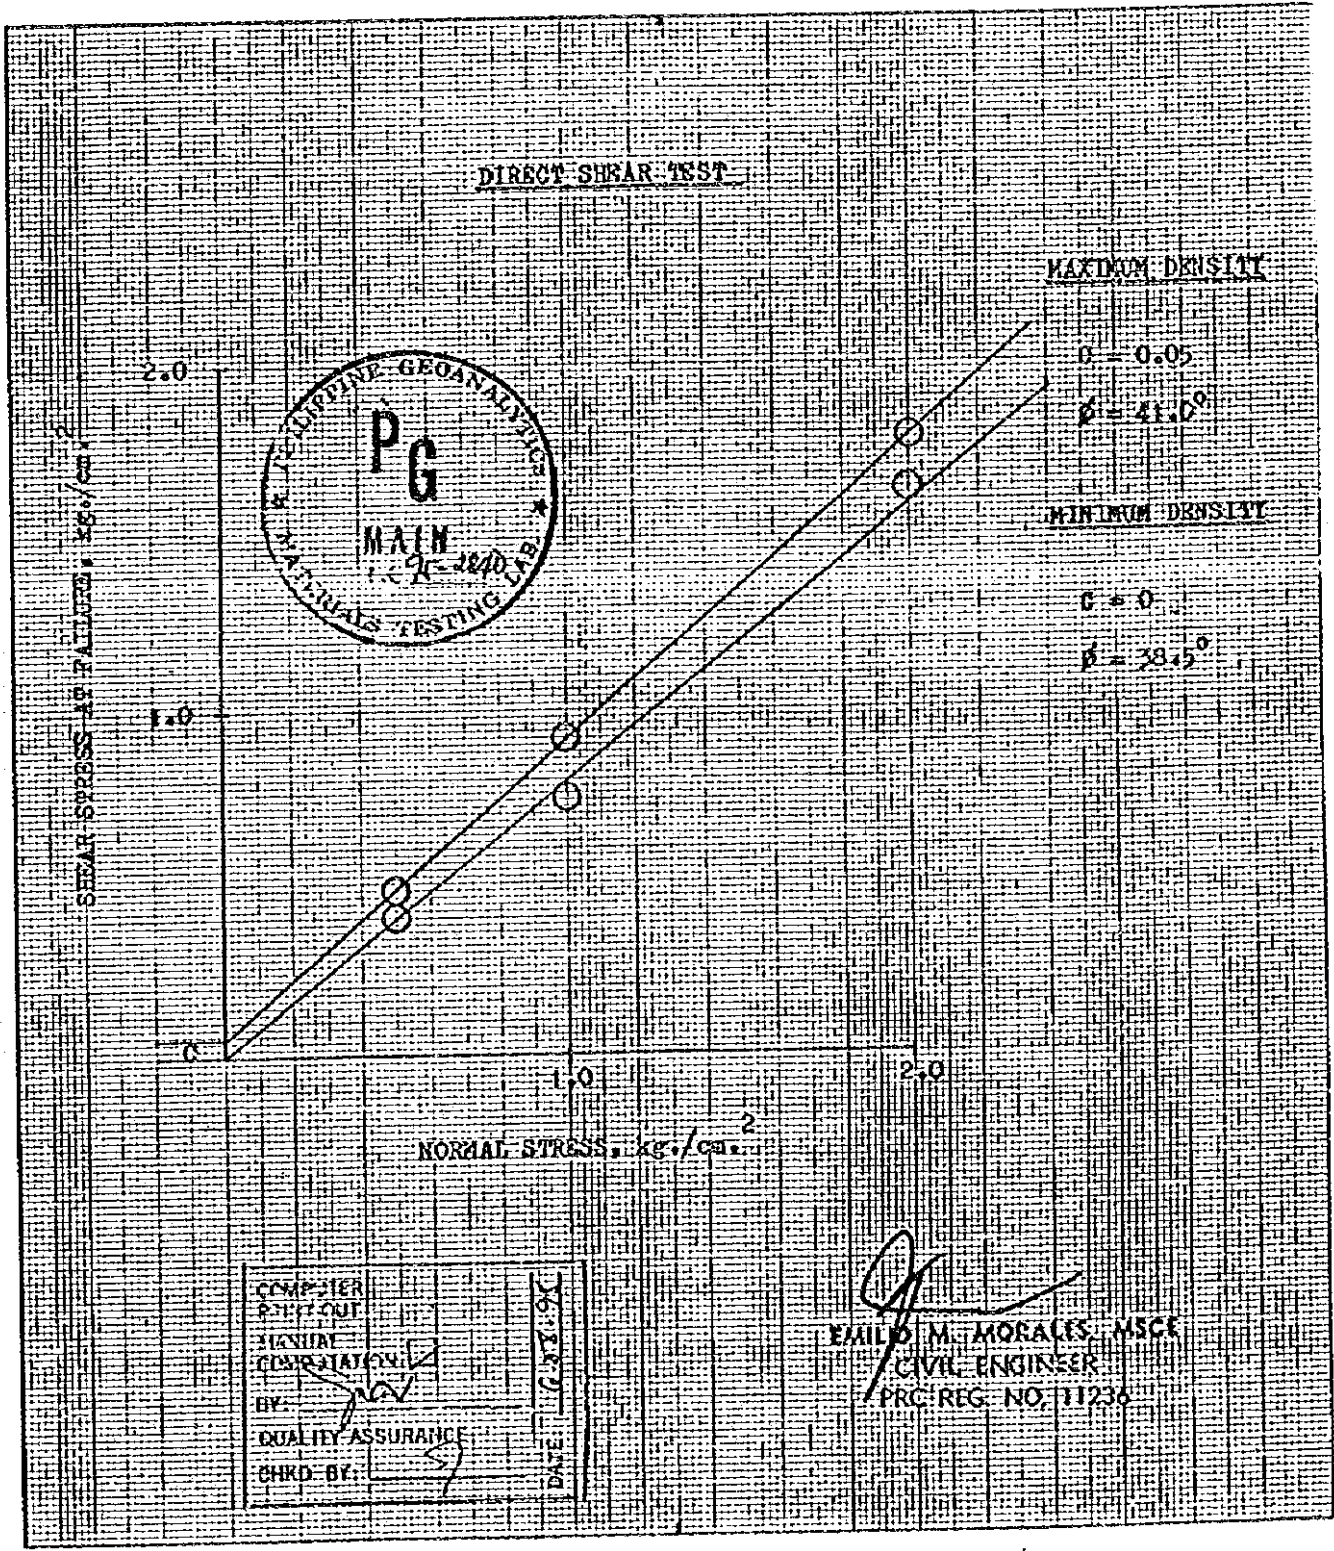 DIRECT SHEAR TEST
MAXIMUM DENSITY
C = 0.05
Ø = 41.0°
MINIMUM DENSITY
C = 0
Ø = 38.5°
2.0
1.0
0
1.0
2.0
SHEAR STRESS AT FAILURE, kg./cm.2
NORMAL STRESS, kg./cm.2
PHILIPPINE GEOANALYTICS
PG
MAIN
MATERIALS TESTING LAB.
COMPUTER
PRINT OUT
MANUAL
COMPUTATION
BY:
QUALITY ASSURANCE
CHKD BY:
DATE
EMILIO M. MORALES, MSCE
CIVIL ENGINEER
PRC REG. NO. 11236